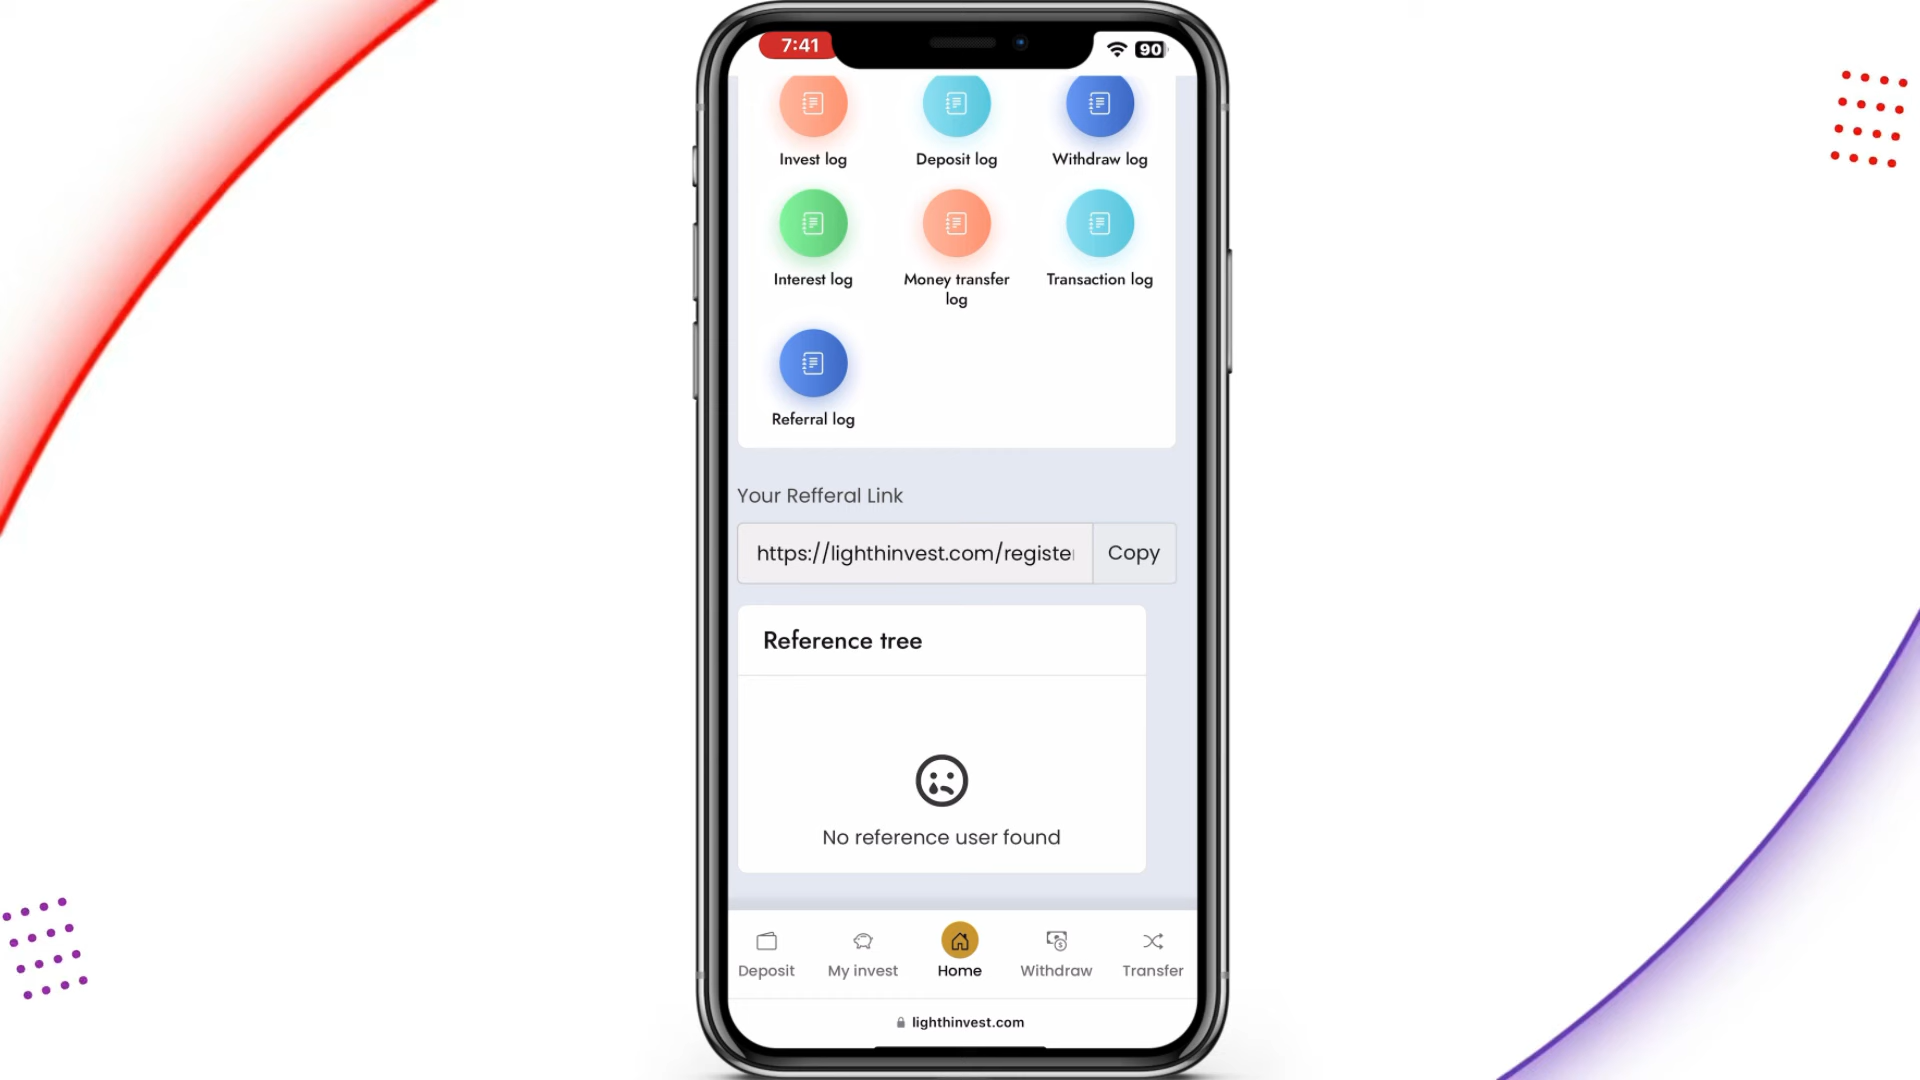 7:41
90
Invest log
Deposit log
Withdraw log
Interest log
Money transfer
log
Transaction log
Referral log
Your Refferal Link
https://lighthinvest.com/registe
Copy
Reference tree
No reference user found
Deposit
My invest
Home
Withdraw
Transfer
lighthinvest.com